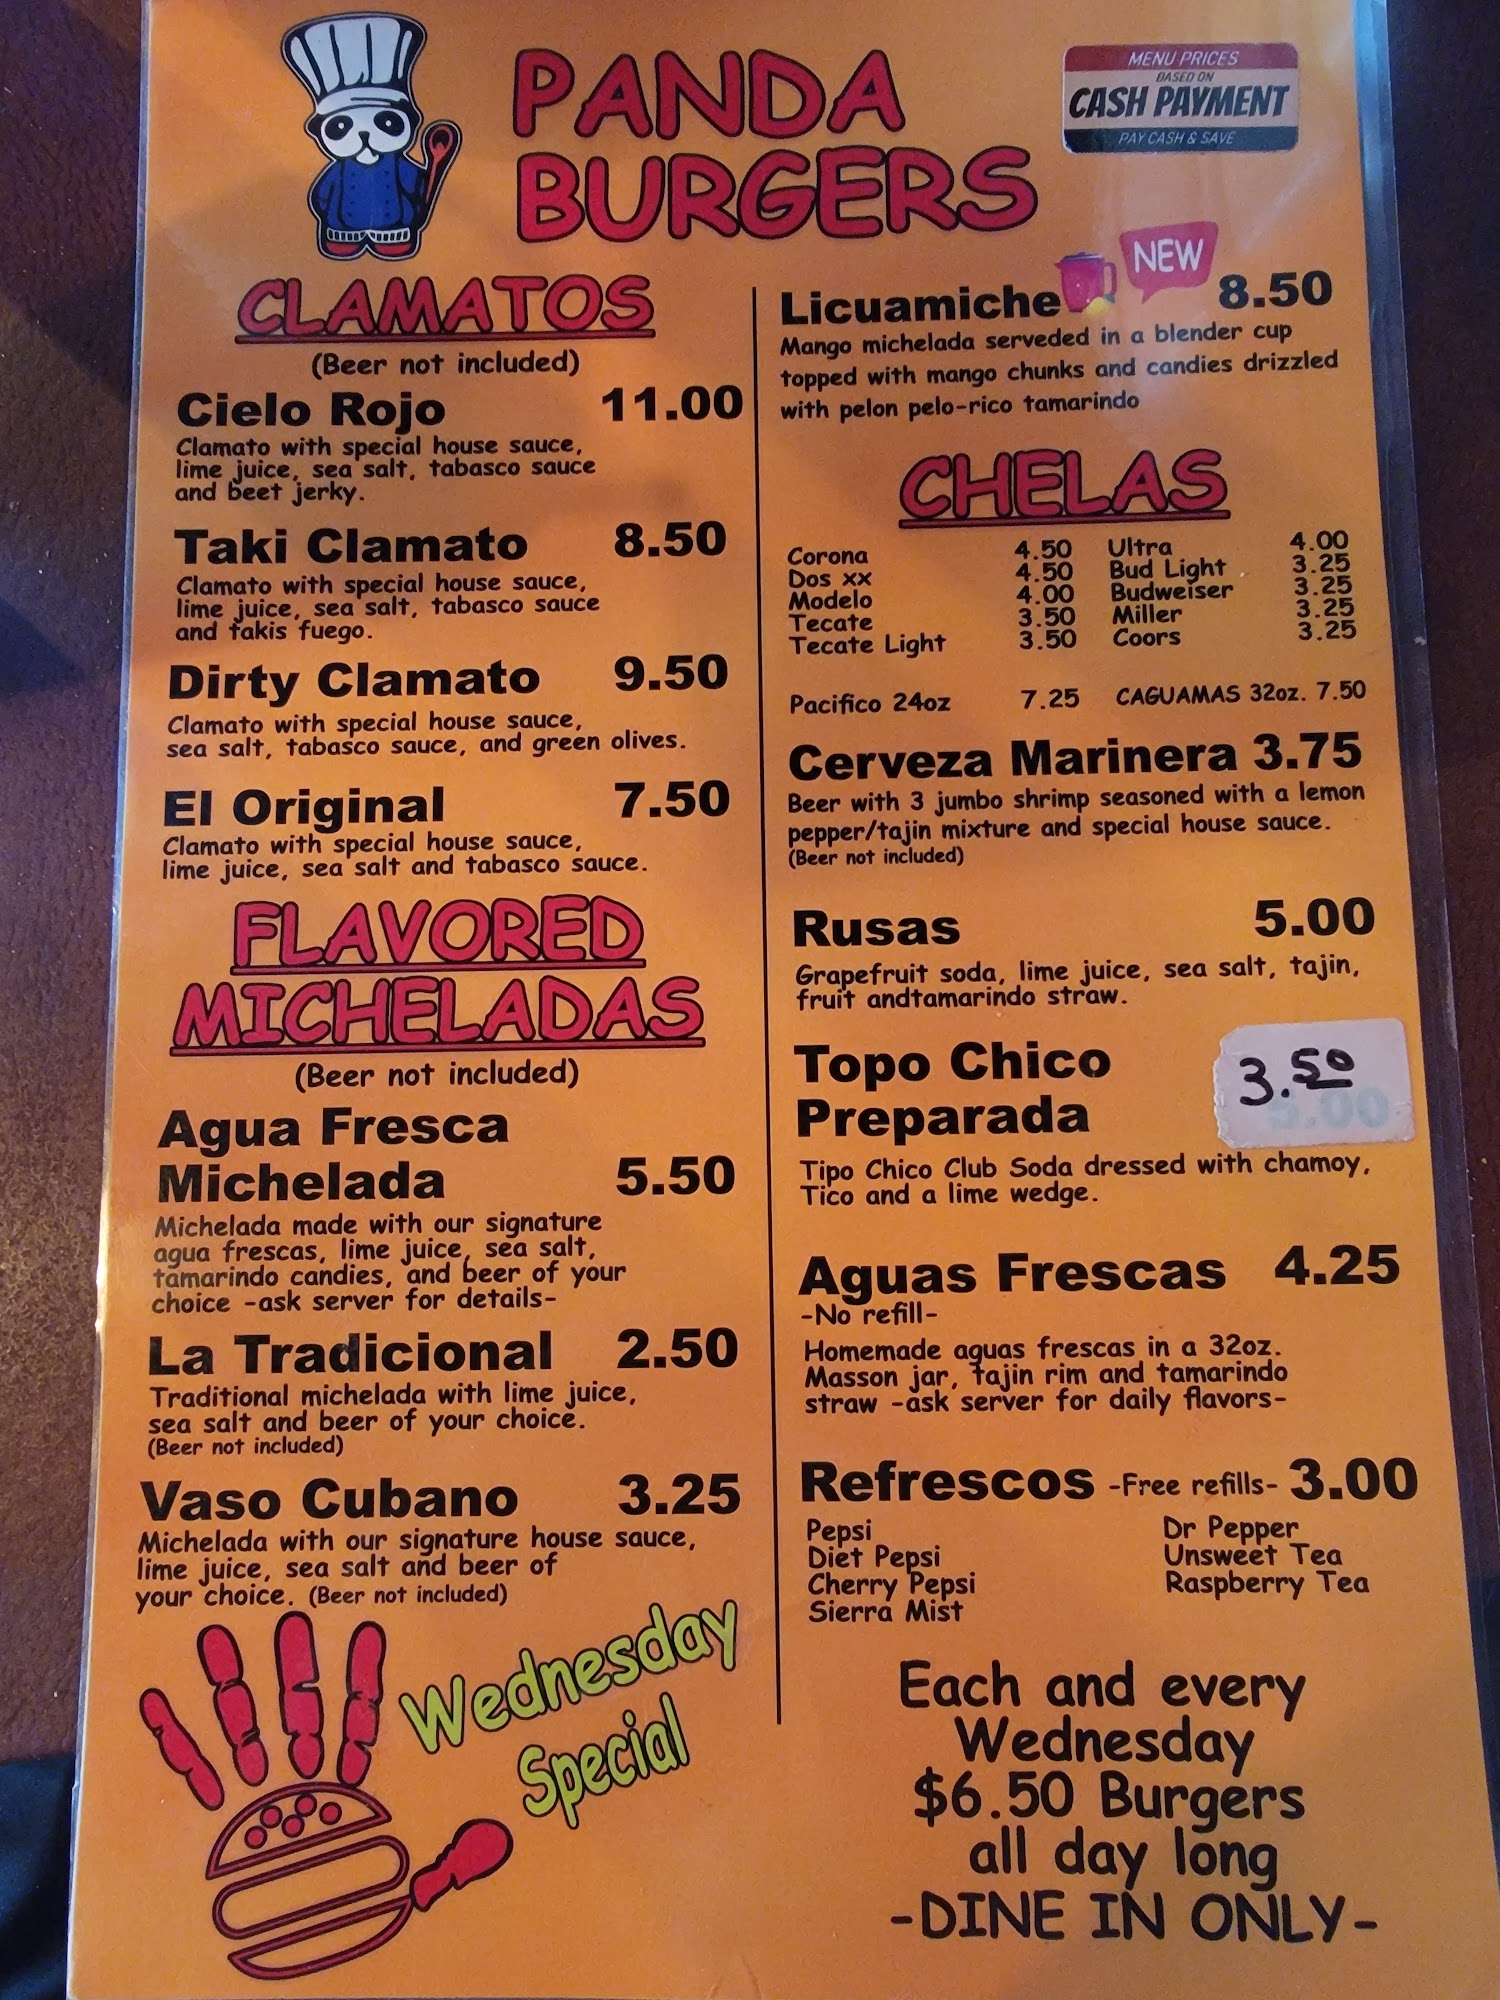 PANDA
BURGERS
MENU PRICES
BASED ON
CASH PAYMENT
PAY CASH & SAVE
CLAMATOS
(Beer not included)
Cielo Rojo 11.00
Clamato with special house sauce,
lime juice, sea salt, tabasco sauce
and beet jerky.
Taki Clamato 8.50
Clamato with special house sauce,
lime juice, sea salt, tabasco sauce
and takis fuego.
Dirty Clamato 9.50
Clamato with special house sauce,
sea salt, tabasco sauce, and green olives.
El Original 7.50
Clamato with special house sauce,
lime juice, sea salt and tabasco sauce.
FLAVORED
MICHELADAS
(Beer not included)
Agua Fresca
Michelada 5.50
Michelada made with our signature
agua frescas, lime juice, sea salt,
tamarindo candies, and beer of your
choice -ask server for details-
La Tradicional 2.50
Traditional michelada with lime juice,
sea salt and beer of your choice.
(Beer not included)
Vaso Cubano 3.25
Michelada with our signature house sauce,
lime juice, sea salt and beer of
your choice. (Beer not included)
Wednesday
Special
NEW
Licuamiche 8.50
Mango michelada serveded in a blender cup
topped with mango chunks and candies drizzled
with pelon pelo-rico tamarindo
CHELAS
Corona 4.50 Ultra 4.00
Dos xx 4.50 Bud Light 3.25
Modelo 4.00 Budweiser 3.25
Tecate 3.50 Miller 3.25
Tecate Light 3.50 Coors 3.25
Pacifico 24oz 7.25 CAGUAMAS 32oz. 7.50
Cerveza Marinera 3.75
Beer with 3 jumbo shrimp seasoned with a lemon
pepper/tajin mixture and special house sauce.
(Beer not included)
Rusas 5.00
Grapefruit soda, lime juice, sea salt, tajin,
fruit andtamarindo straw.
Topo Chico 3.50
Preparada
Tipo Chico Club Soda dressed with chamoy,
Tico and a lime wedge.
Aguas Frescas 4.25
-No refill-
Homemade aguas frescas in a 32oz.
Masson jar, tajin rim and tamarindo
straw -ask server for daily flavors-
Refrescos -Free refills- 3.00
Pepsi Dr Pepper
Diet Pepsi Unsweet Tea
Cherry Pepsi Raspberry Tea
Sierra Mist
Each and every
Wednesday
$6.50 Burgers
all day long
-DINE IN ONLY-